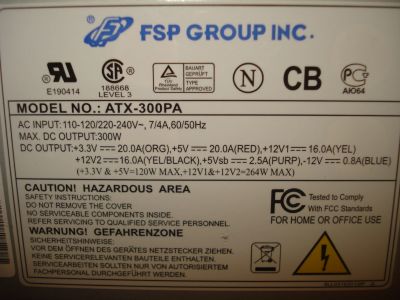 FSP GROUP INC.
E190414
188668
LEVEL 3
TÜV
BAUART
GEPRÜFT
TYPE
APPROVED
N
CB
PG
AIO64
MODEL NO.: ATX-300PA
AC INPUT: 110-120/220-240V~, 7/4A,60/50Hz
MAX. DC OUTPUT:300W
DC OUTPUT:+3.3V ⎓ 20.0A(ORG),+5V ⎓ 20.0A(RED),+12V1⎓ 16.0A(YEL)
+12V2⎓16.0A(YEL/BLACK),+5Vsb⎓ 2.5A(PURP),-12V⎓ 0.8A(BLUE)
(+3.3V & +5V=120W MAX, +12V1&+12V2=264W MAX)
CAUTION! HAZARDOUS AREA
SAFETY INSTRUCTIONS:
DO NOT REMOVE THE COVER
NO SERVICEABLE COMPONENTS INSIDE.
REFER SERVICING TO QUALIFIED SERVICE PERSONNEL
FC
Tested to Comply
With FCC Standards
FOR HOME OR OFFICE USE
WARNUNG! GEFAHRENZONE
SICHERHEITSHINWEIS:
VOR DEM ÖFFNEN DES GERÄTES NETZSTECKER ZIEHEN
KEINE SERVICERELEVANTEN BAUTEILE ENTHALTEN.
SERVICELEISTUNGEN NUR VON AUSGEWIESENEM
FACHPERSONAL DURCHGEFÜHRT WERDEN.